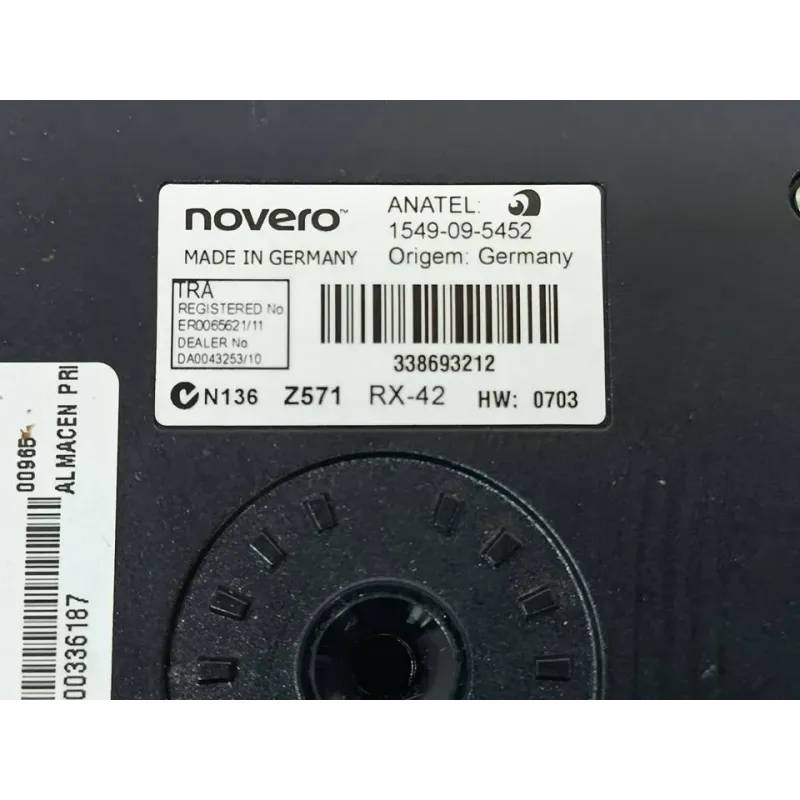 novero™
MADE IN GERMANY
ANATEL:
1549-09-5452
Origem: Germany
TRA
REGISTERED No
ER0065621/11
DEALER No
DA0043253/10
338693212
N136 Z571 RX-42 HW: 0703
ALMACEN PRI
00336187